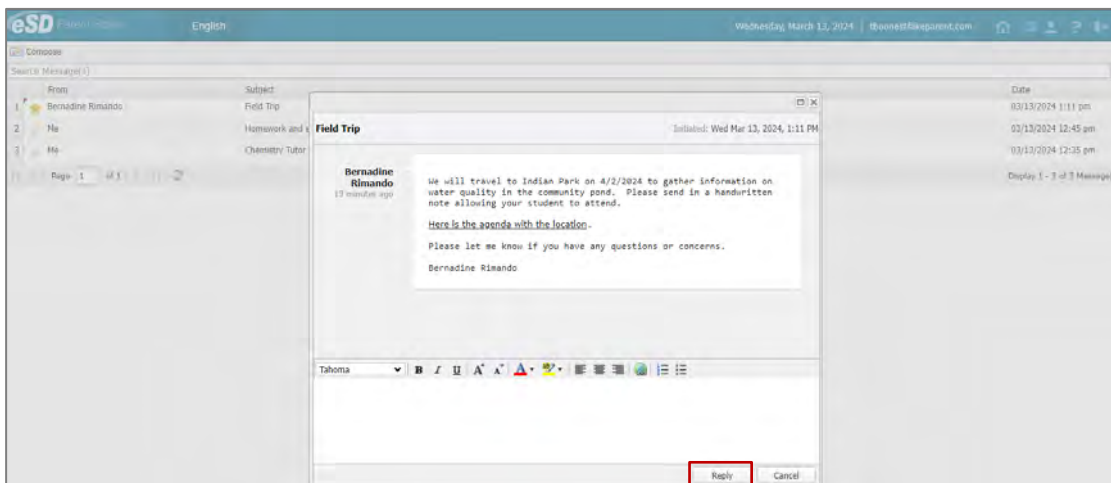 eSD
English
Wednesday, March 13, 2024
Compose
Search Message(s)
From Subject Date
1 Bernadine Rimando Field Trip 03/13/2024 1:11 pm
2 Me Homework and 03/13/2024 12:45 pm
3 Me Chemistry Tutor 03/13/2024 12:35 pm
Page 1 of 1
Display 1 - 3 of 3 Message
Field Trip Initiated: Wed Mar 13, 2024, 1:11 PM
Bernadine
Rimando
13 minutes ago
We will travel to Indian Park on 4/2/2024 to gather information on
water quality in the community pond. Please send in a handwritten
note allowing your student to attend.
Here is the agenda with the location.
Please let me know if you have any questions or concerns.
Bernadine Rimando
Tahoma B I U A A A
Reply Cancel